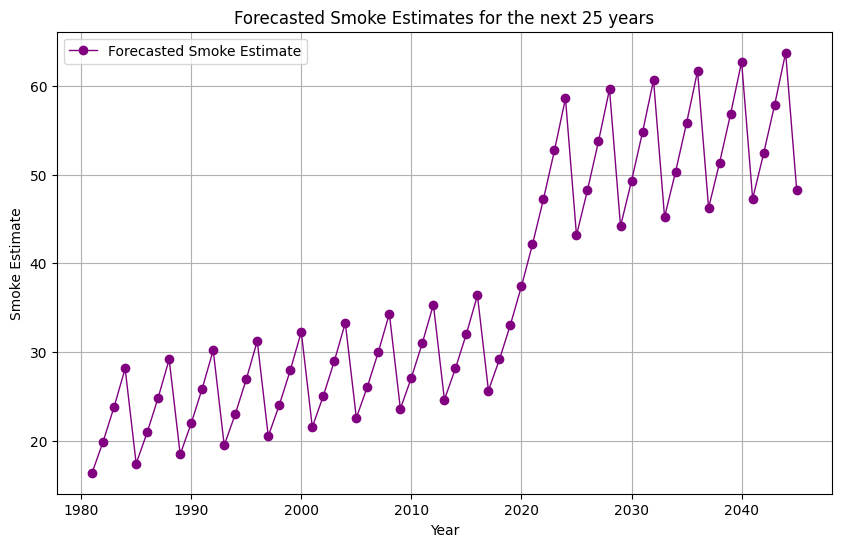 Forecasted Smoke Estimates for the next 25 years
Forecasted Smoke Estimate
60
50
40
30
20
Smoke Estimate
1980 1990 2000 2010 2020 2030 2040
Year